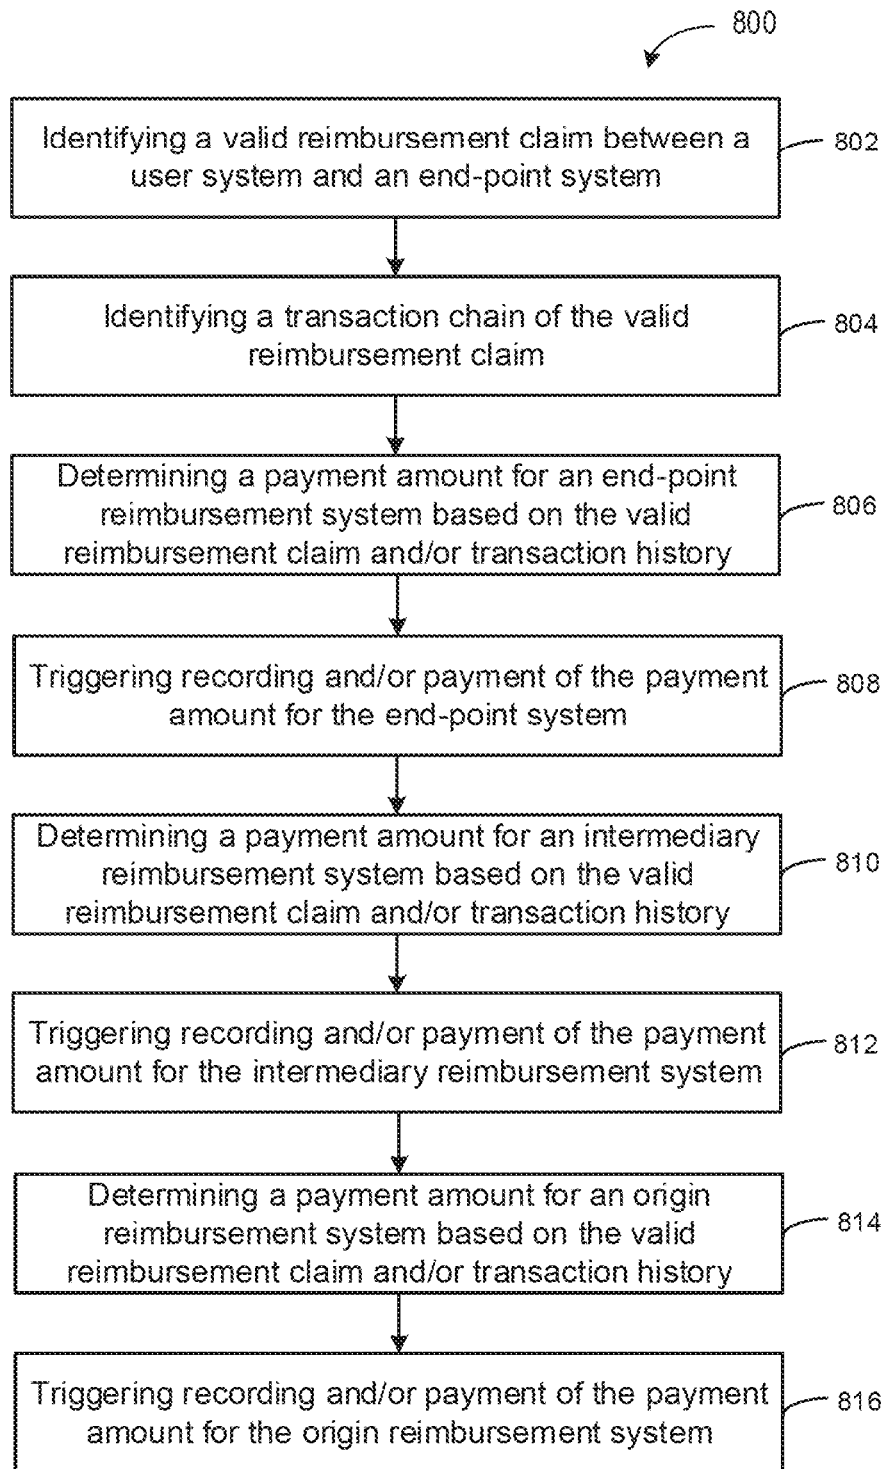 800
Identifying a valid reimbursement claim between a
user system and an end-point system
802
Identifying a transaction chain of the valid
reimbursement claim
804
Determining a payment amount for an end-point
reimbursement system based on the valid
reimbursement claim and/or transaction history
806
Triggering recording and/or payment of the payment
amount for the end-point system
808
Determining a payment amount for an intermediary
reimbursement system based on the valid
reimbursement claim and/or transaction history
810
Triggering recording and/or payment of the payment
amount for the intermediary reimbursement system
812
Determining a payment amount for an origin
reimbursement system based on the valid
reimbursement claim and/or transaction history
814
Triggering recording and/or payment of the payment
amount for the origin reimbursement system
816